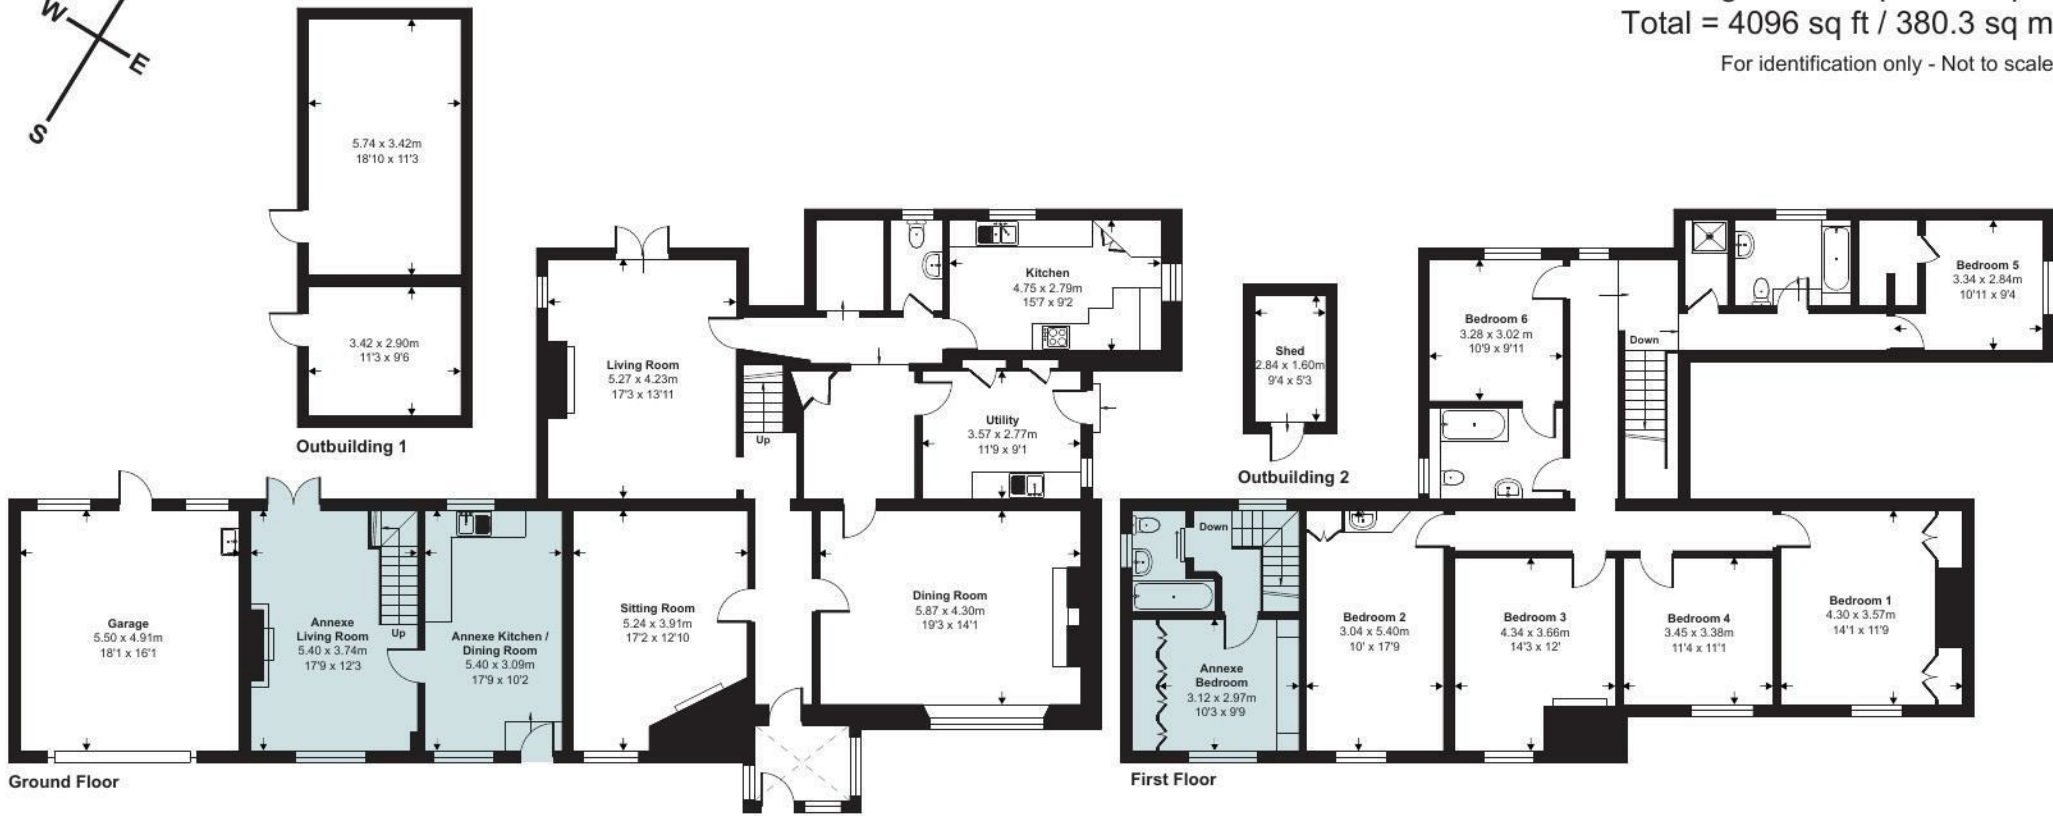 W
E
S
Total = 4096 sq ft / 380.3 sq m
For identification only - Not to scale
5.74 x 3.42m
18'10 x 11'3
3.42 x 2.90m
11'3 x 9'6
Outbuilding 1
Living Room
5.27 x 4.23m
17'3 x 13'11
Up
Kitchen
4.75 x 2.79m
15'7 x 9'2
Utility
3.57 x 2.77m
11'9 x 9'1
Garage
5.50 x 4.91m
18'1 x 16'1
Annexe
Living Room
5.40 x 3.74m
17'9 x 12'3
Up
Annexe Kitchen /
Dining Room
5.40 x 3.09m
17'9 x 10'2
Sitting Room
5.24 x 3.91m
17'2 x 12'10
Dining Room
5.87 x 4.30m
19'3 x 14'1
Ground Floor
Shed
2.84 x 1.60m
9'4 x 5'3
Outbuilding 2
Bedroom 6
3.28 x 3.02 m
10'9 x 9'11
Down
Bedroom 5
3.34 x 2.84m
10'11 x 9'4
Down
Annexe
Bedroom
3.12 x 2.97m
10'3 x 9'9
Bedroom 2
3.04 x 5.40m
10' x 17'9
Bedroom 3
4.34 x 3.66m
14'3 x 12'
Bedroom 4
3.45 x 3.38m
11'4 x 11'1
Bedroom 1
4.30 x 3.57m
14'1 x 11'9
First Floor